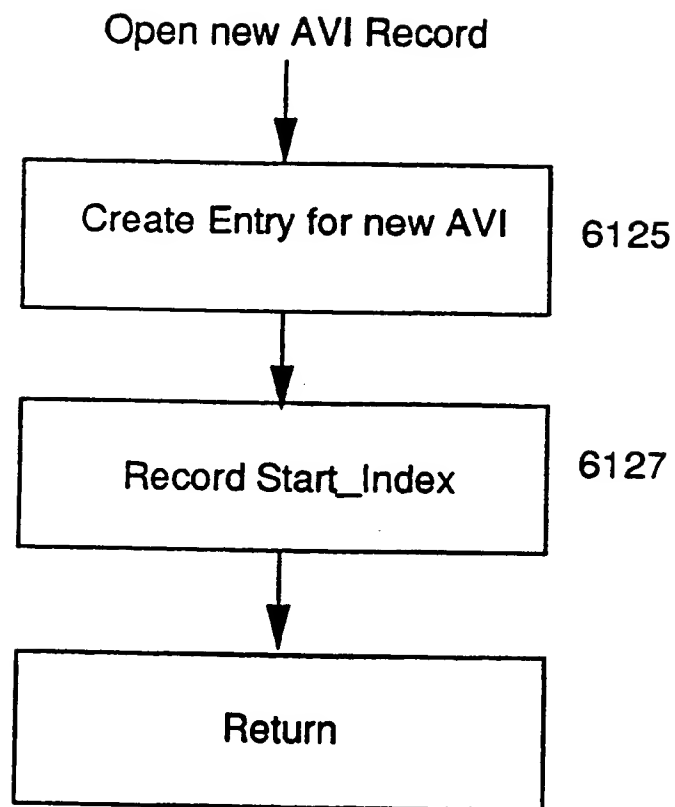 Open new AVI Record
Create Entry for new AVI
6125
Record Start_Index
6127
Return